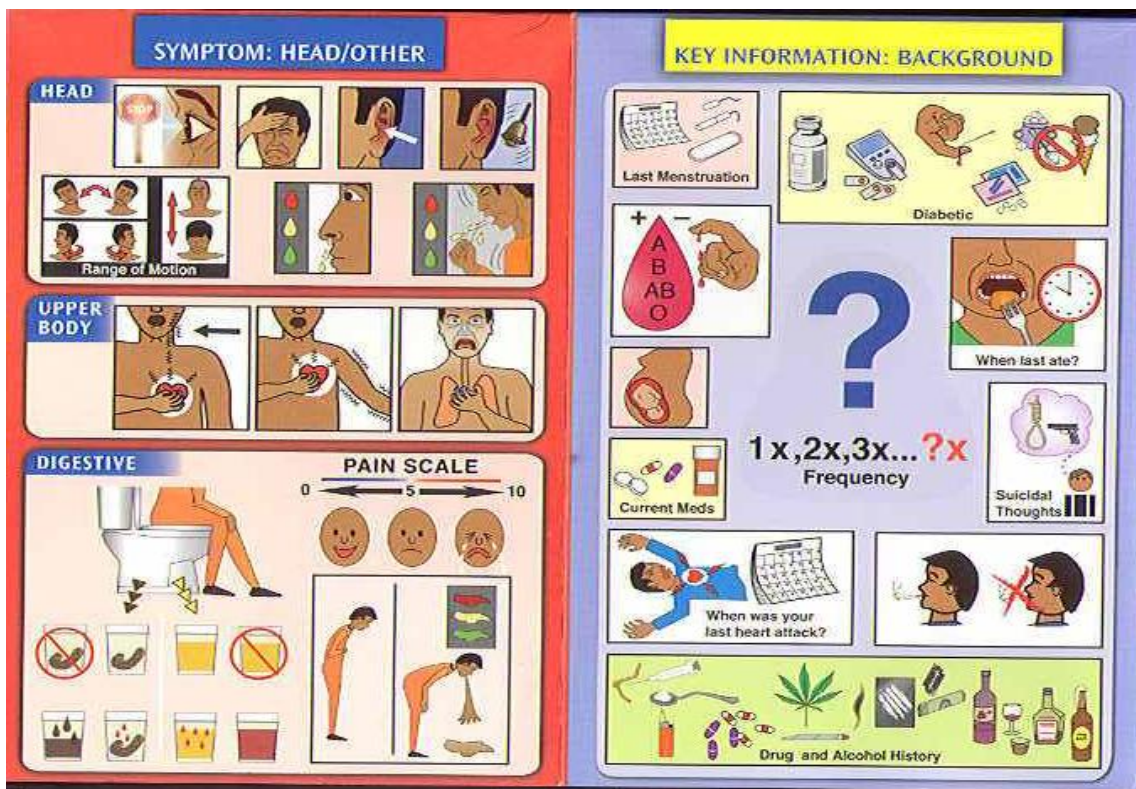 SYMPTOM: HEAD/OTHER
HEAD
STOP
Range of Motion
UPPER
BODY
DIGESTIVE
PAIN SCALE
0 5 10
KEY INFORMATION: BACKGROUND
Last Menstruation
Diabetic
+ −
A
B
AB
O
?
When last ate?
1x,2x,3x...?x
Frequency
Current Meds
Suicidal
Thoughts
When was your
last heart attack?
Drug and Alcohol History